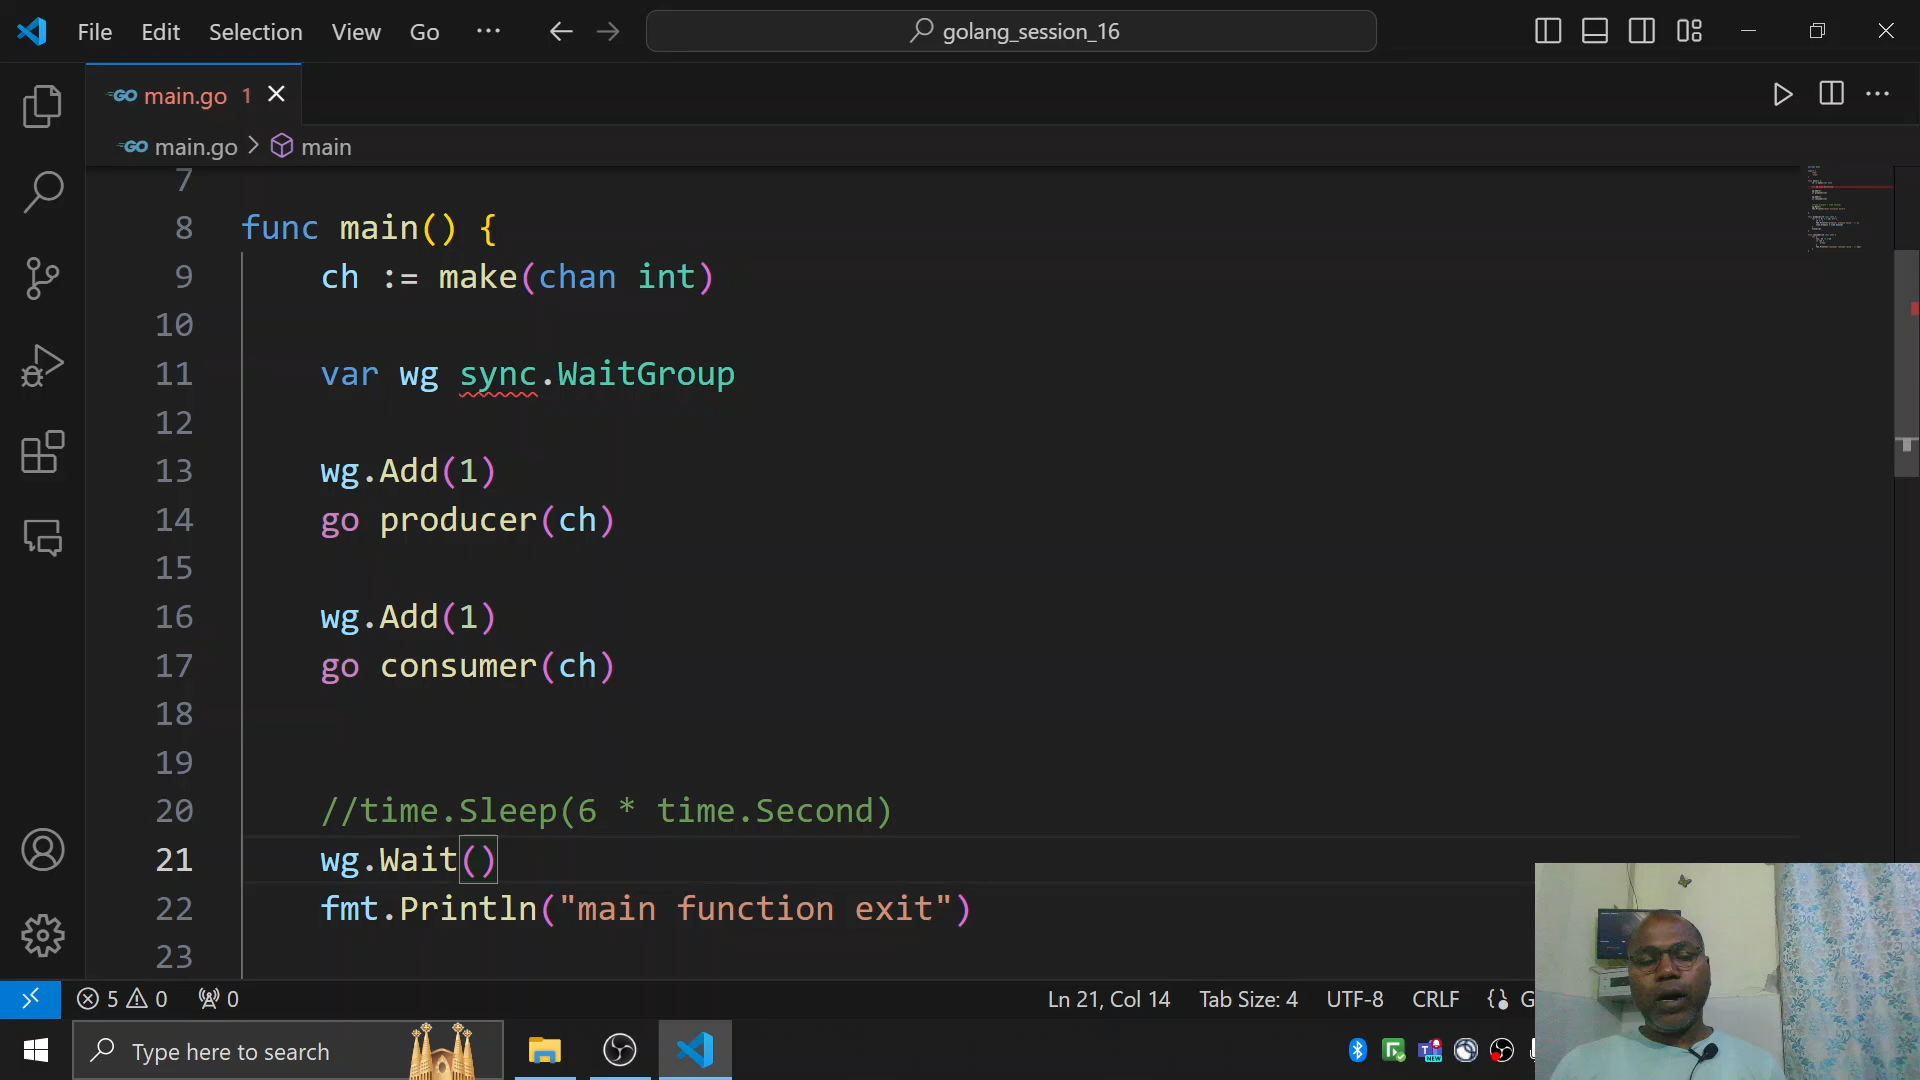 File Edit Selection View Go ···
golang_session_16
GO main.go 1
GO main.go > main
7
8 func main() {
9 ch := make(chan int)
10
11 var wg sync.WaitGroup
12
13 wg.Add(1)
14 go producer(ch)
15
16 wg.Add(1)
17 go consumer(ch)
18
19
20 //time.Sleep(6 * time.Second)
21 wg.Wait()
22 fmt.Println("main function exit")
23
5 0 0 Ln 21, Col 14 Tab Size: 4 UTF-8 CRLF {} G
Type here to search